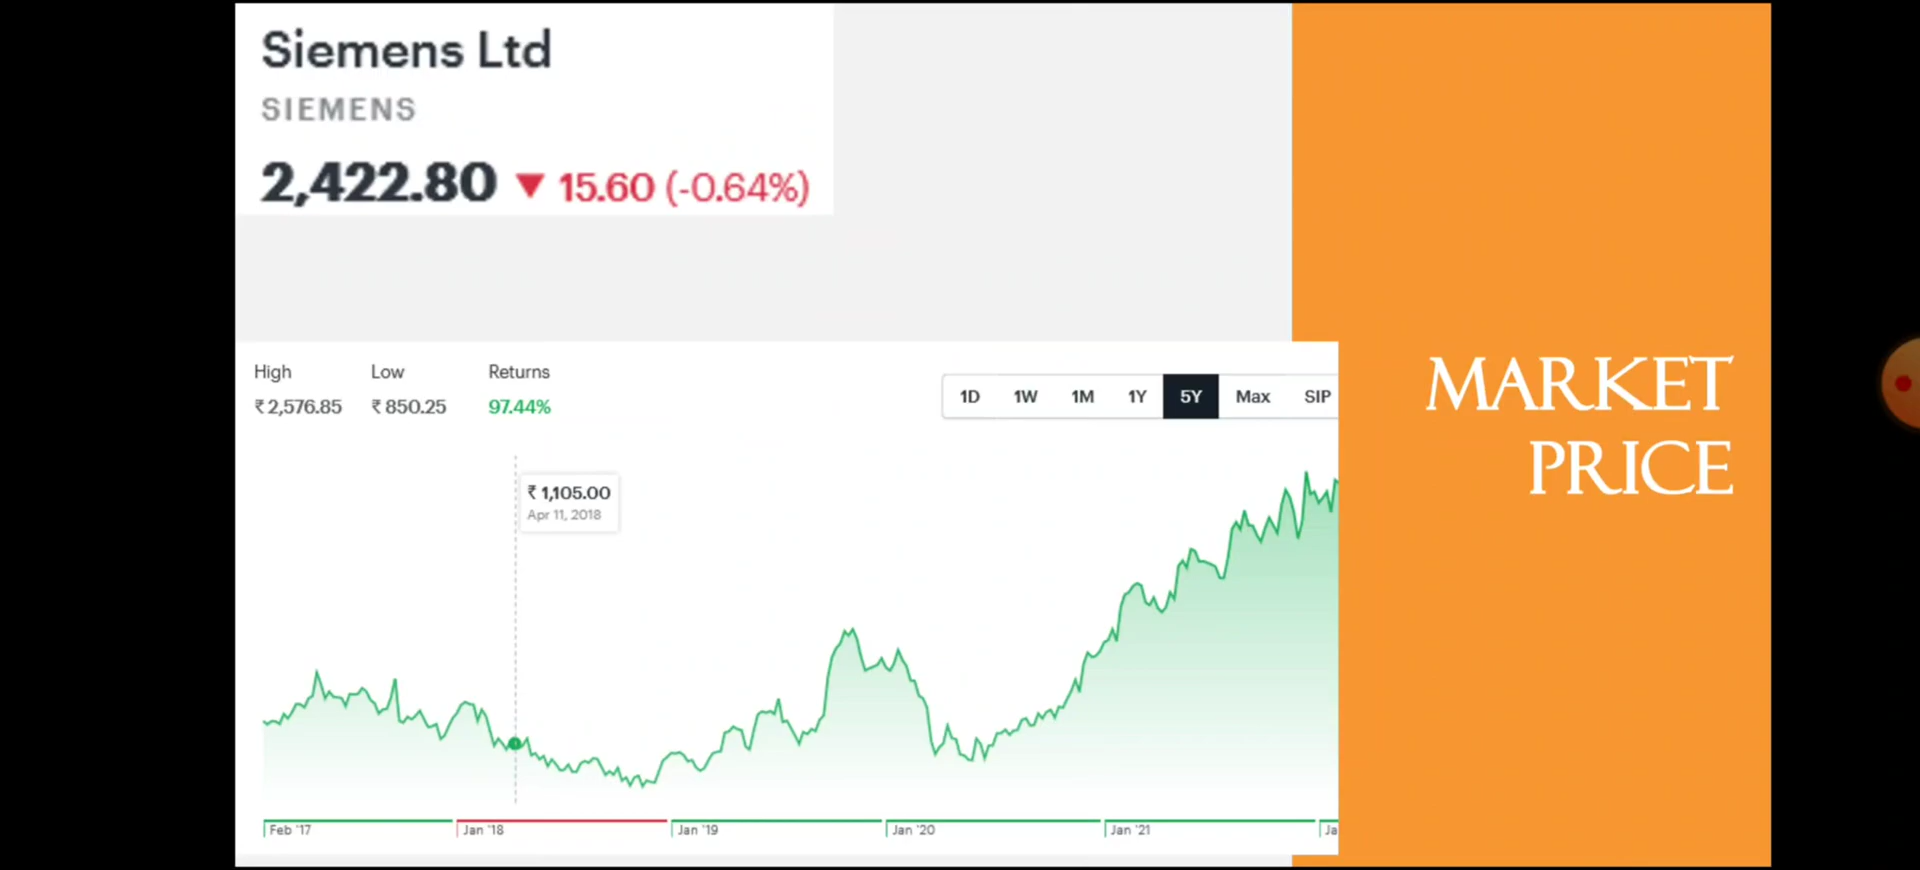 Siemens Ltd
SIEMENS
2,422.80 ▼ 15.60 (-0.64%)
High Low Returns
₹ 2,576.85 ₹ 850.25 97.44%
1D 1W 1M 1Y 5Y Max SIP
₹ 1,105.00
Apr 11, 2018
Feb '17 Jan '18 Jan '19 Jan '20 Jan '21 Ja
MARKET
PRICE